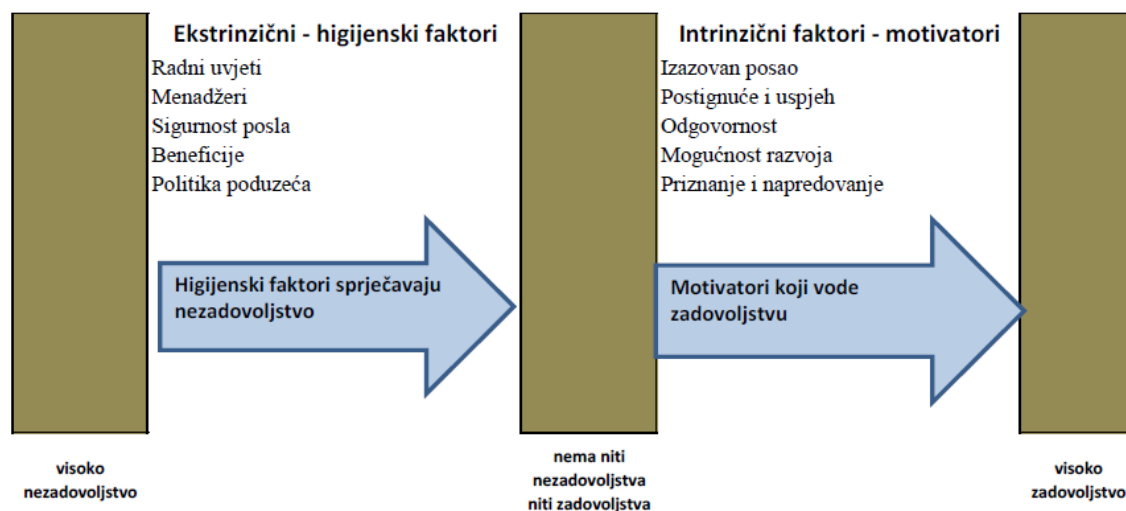 Ekstrinzični - higijenski faktori
Radni uvjeti
Menadžeri
Sigurnost posla
Beneficije
Politika poduzeća
Intrinzični faktori - motivatori
Izazovan posao
Postignuće i uspjeh
Odgovornost
Mogućnost razvoja
Priznanje i napredovanje
Higijenski faktori sprječavaju
nezadovoljstvo
Motivatori koji vode
zadovoljstvu
visoko
nezadovoljstvo
nema niti
nezadovoljstva
niti zadovoljstva
visoko
zadovoljstvo